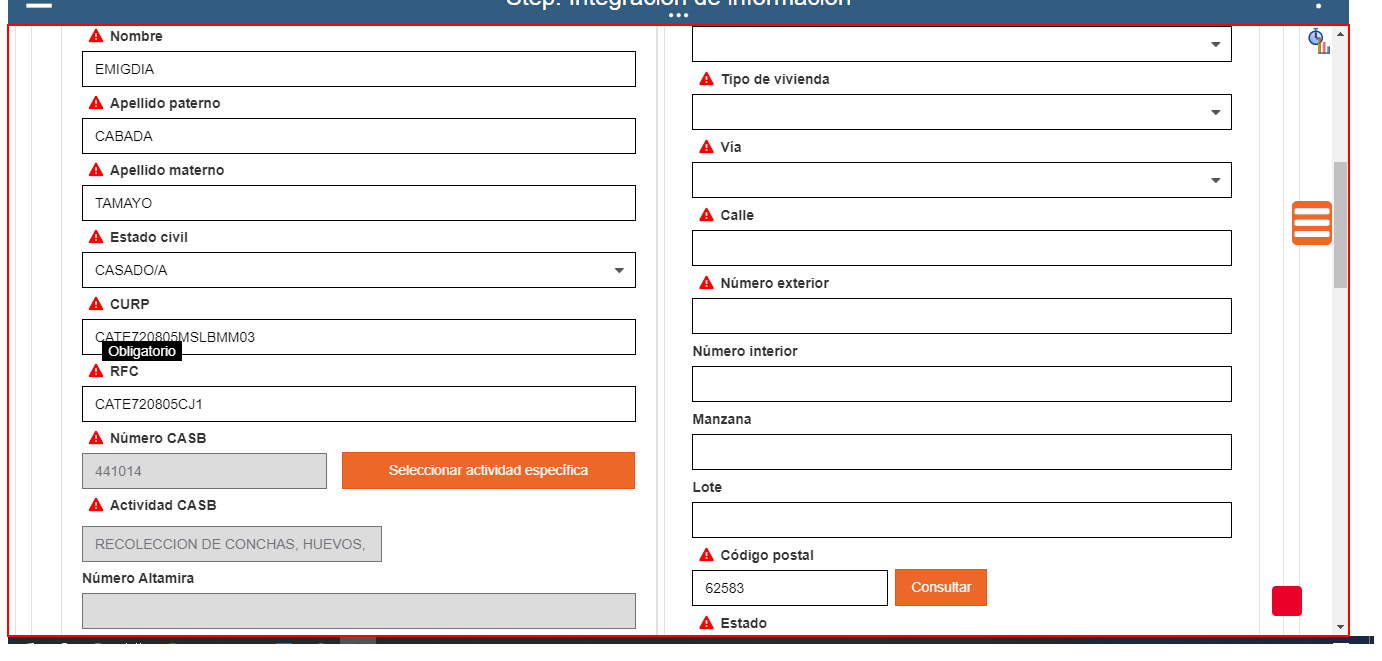 Step: Integración de información
Nombre
EMIGDIA
Apellido paterno
CABADA
Apellido materno
TAMAYO
Estado civil
CASADO/A
CURP
CATE720805MSLBMM03
Obligatorio
RFC
CATE720805CJ1
Número CASB
441014
Seleccionar actividad específica
Actividad CASB
RECOLECCION DE CONCHAS, HUEVOS,
Número Altamira
Tipo de vivienda
Vía
Calle
Número exterior
Número interior
Manzana
Lote
Código postal
62583
Consultar
Estado